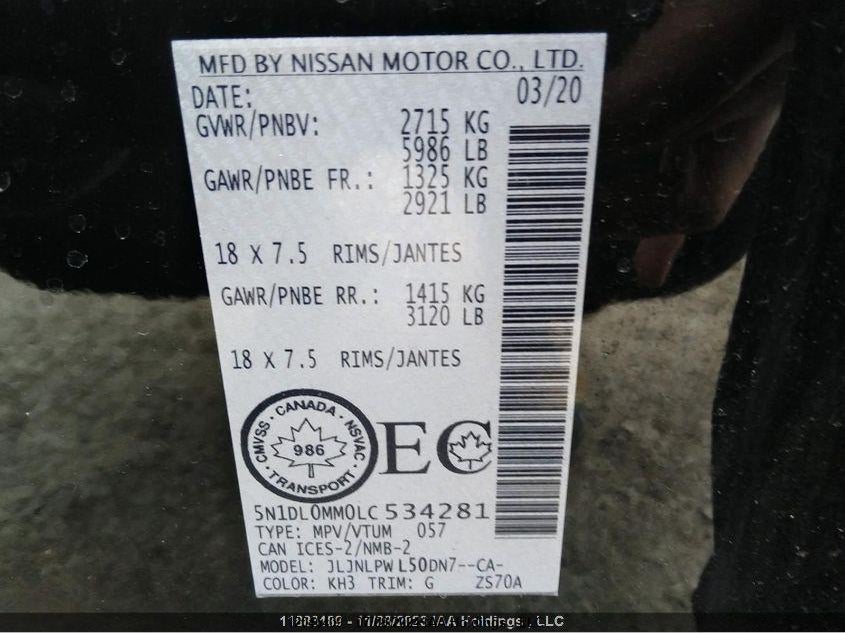 MFD BY NISSAN MOTOR CO., LTD.
DATE: 03/20
GVWR/PNBV: 2715 KG
5986 LB
GAWR/PNBE FR.: 1325 KG
2921 LB
18 X 7.5 RIMS/JANTES
GAWR/PNBE RR.: 1415 KG
3120 LB
18 X 7.5 RIMS/JANTES
CMVSS · CANADA · NSVAC
986
· TRANSPORT ·
EC
5N1DL0MM0LC534281
TYPE: MPV/VTUM 057
CAN ICES-2/NMB-2
MODEL: JLJNLPWL50DN7--CA-
COLOR: KH3 TRIM: G ZS70A
11/08/2023 IAA Holdings, LLC